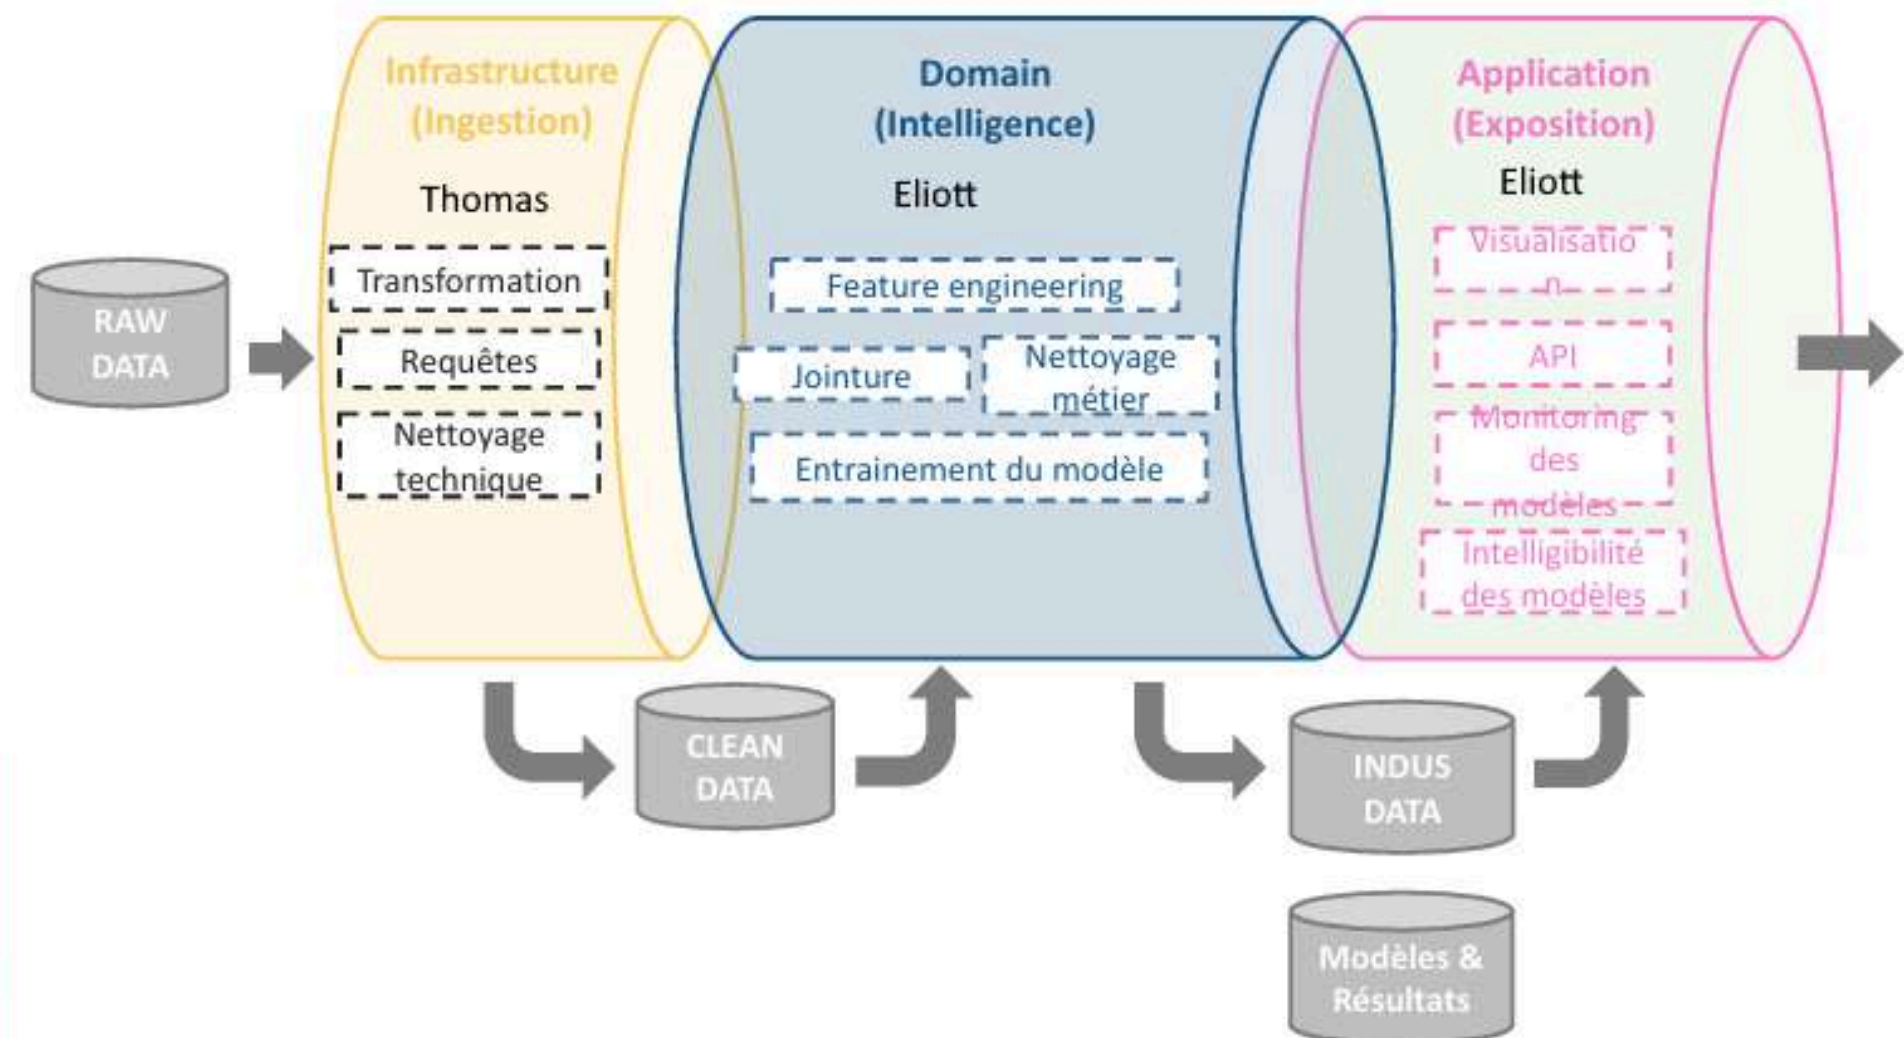 Infrastructure
(Ingestion)
Thomas
Transformation
Requêtes
Nettoyage
technique
Domain
(Intelligence)
Eliott
Feature engineering
Jointure
Nettoyage
métier
Entrainement du modèle
Application
(Exposition)
Eliott
Visualisatio
n
API
Monitoring
des
modèles
Intelligibilité
des modèles
RAW
DATA
CLEAN
DATA
INDUS
DATA
Modèles &
Résultats